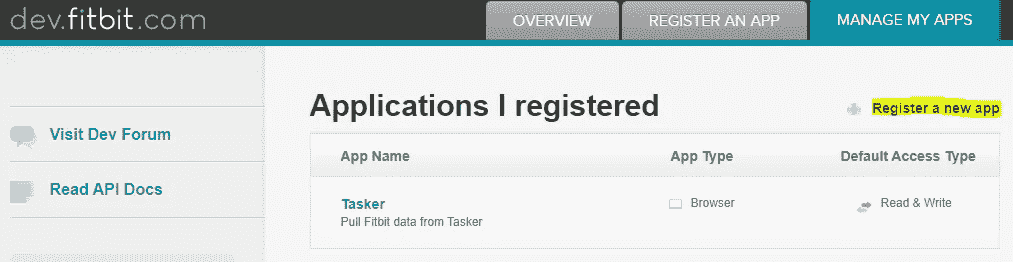 dev.fitbit.com
OVERVIEW
REGISTER AN APP
MANAGE MY APPS
Visit Dev Forum
Read API Docs
Applications I registered
Register a new app
App Name
App Type
Default Access Type
Tasker
Browser
Read & Write
Pull Fitbit data from Tasker